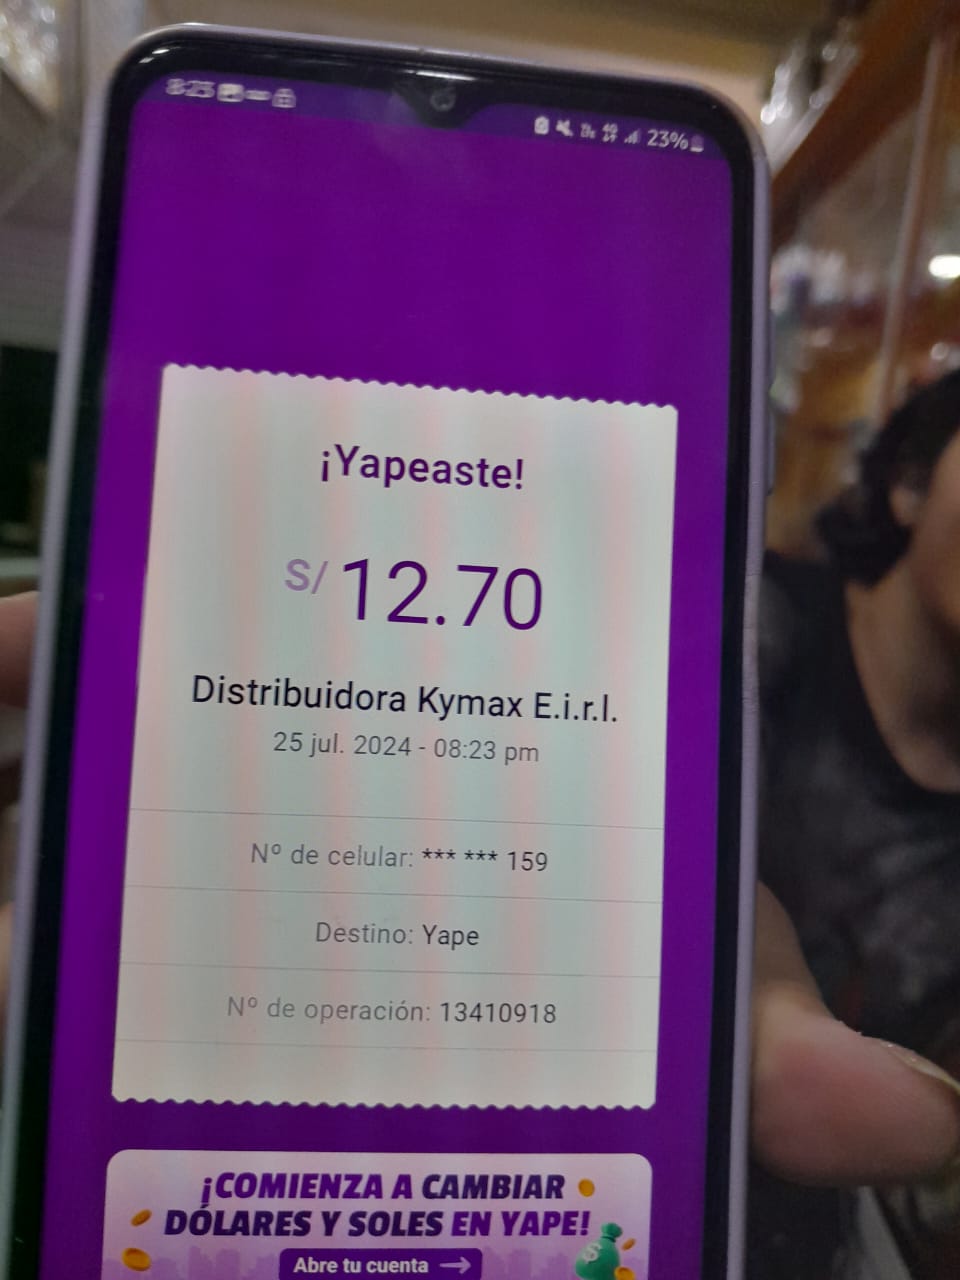 8:23
23%
¡Yapeaste!
S/ 12.70
Distribuidora Kymax E.i.r.l.
25 jul. 2024 - 08:23 pm
Nº de celular: *** *** 159
Destino: Yape
Nº de operación: 13410918
¡COMIENZA A CAMBIAR
DÓLARES Y SOLES EN YAPE!
Abre tu cuenta →
$